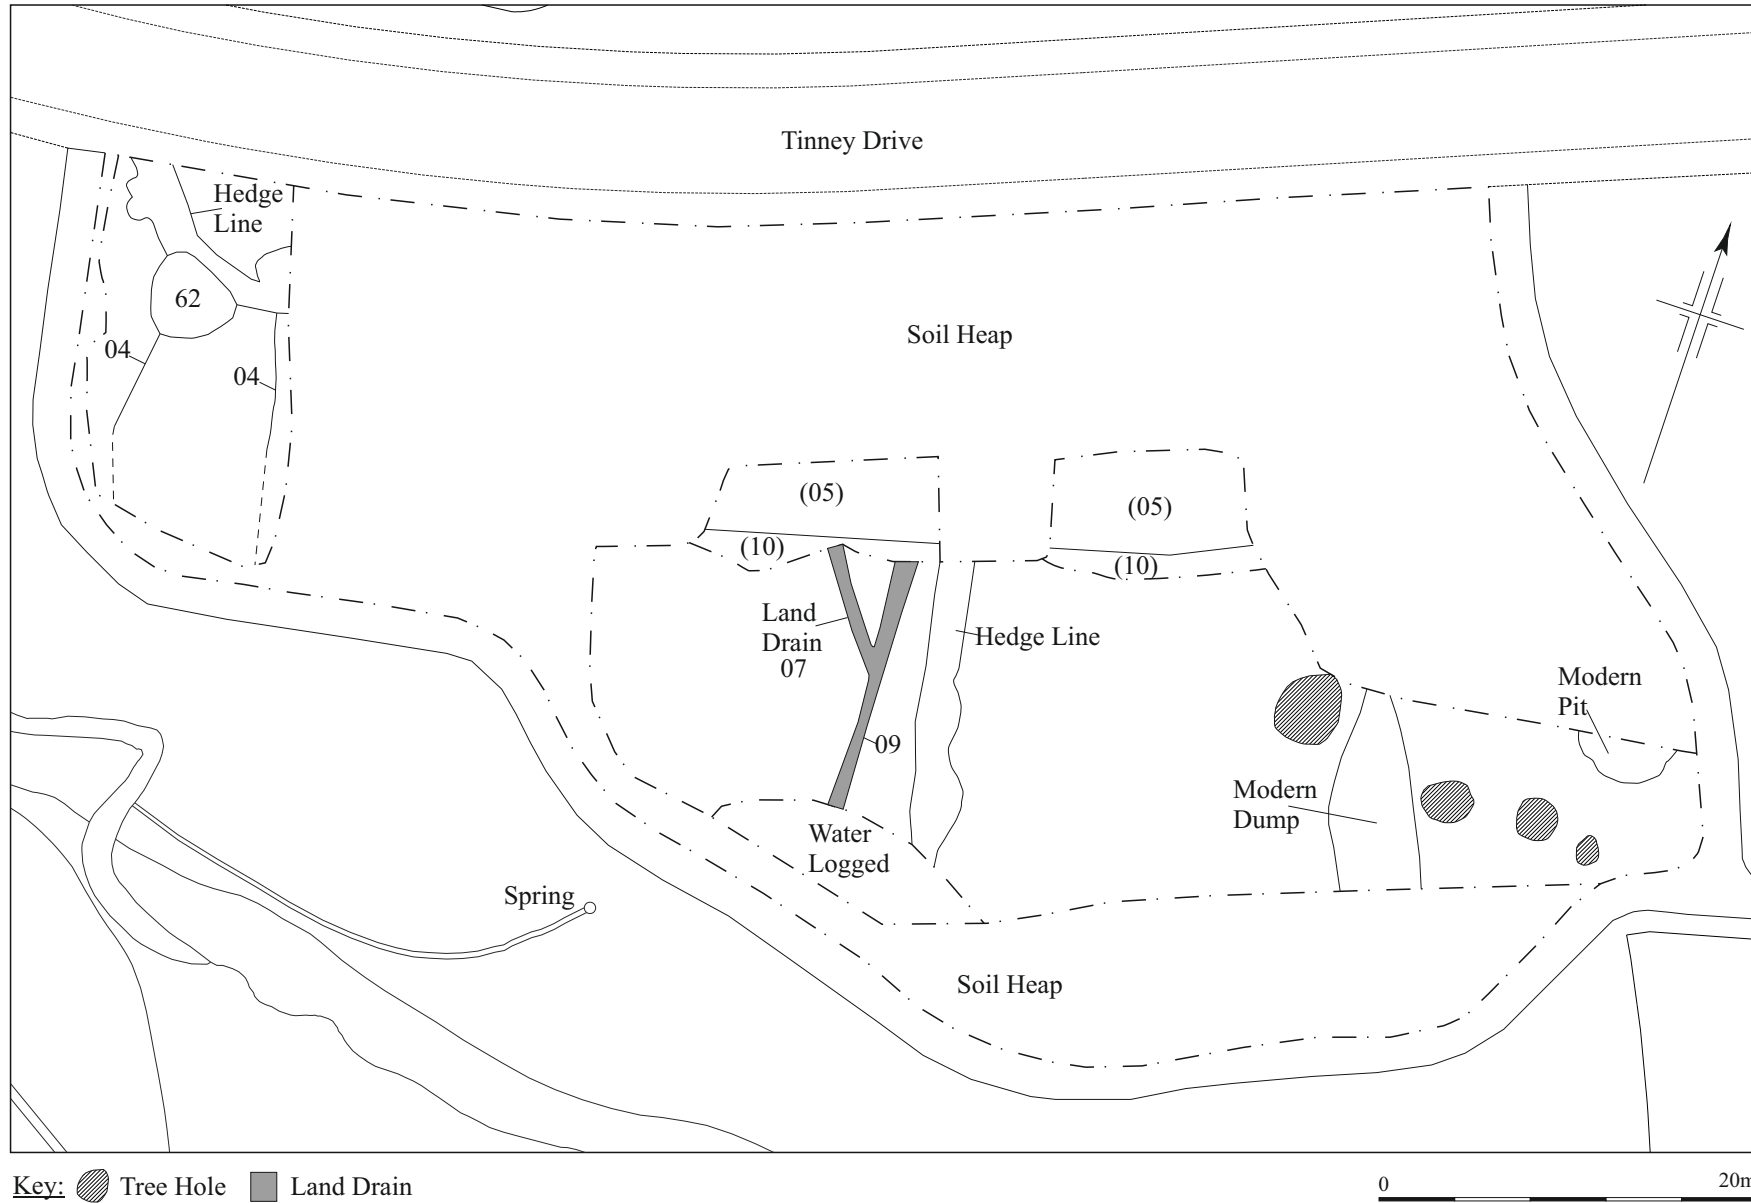 Tinney Drive
Hedge
Line
62
04
04
Soil Heap
(05)
(05)
(10)
(10)
Land
Drain
07
Hedge Line
09
Modern
Pit
Modern
Dump
Water
Logged
Spring
Soil Heap
Key: Tree Hole Land Drain
0 20m